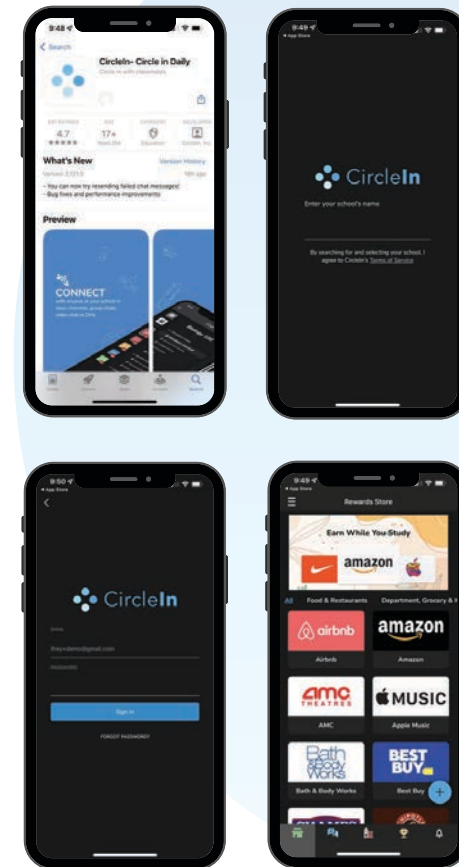 9:48
Search
CircleIn- Circle in Daily
Circle in with classmates
4.7
17+
Education
What's New
Version History
- You can now try resending failed chat messages!
- Bug fixes and performance improvements
Preview
CONNECT
Search
9:49
App Store
CircleIn
Enter your school's name
By searching for and selecting your school, I
agree to CircleIn's Terms of Service
9:50
App Store
CircleIn
Sign in
FORGOT PASSWORD?
9:49
App Store
Rewards Store
Earn While You Study
amazon
All Food & Restaurants Department, Grocery &
airbnb
amazon
Airbnb
Amazon
amc
THEATRES
MUSIC
AMC
Apple Music
Bath
&Body
Works
BEST
BUY
Bath & Body Works
Best Buy